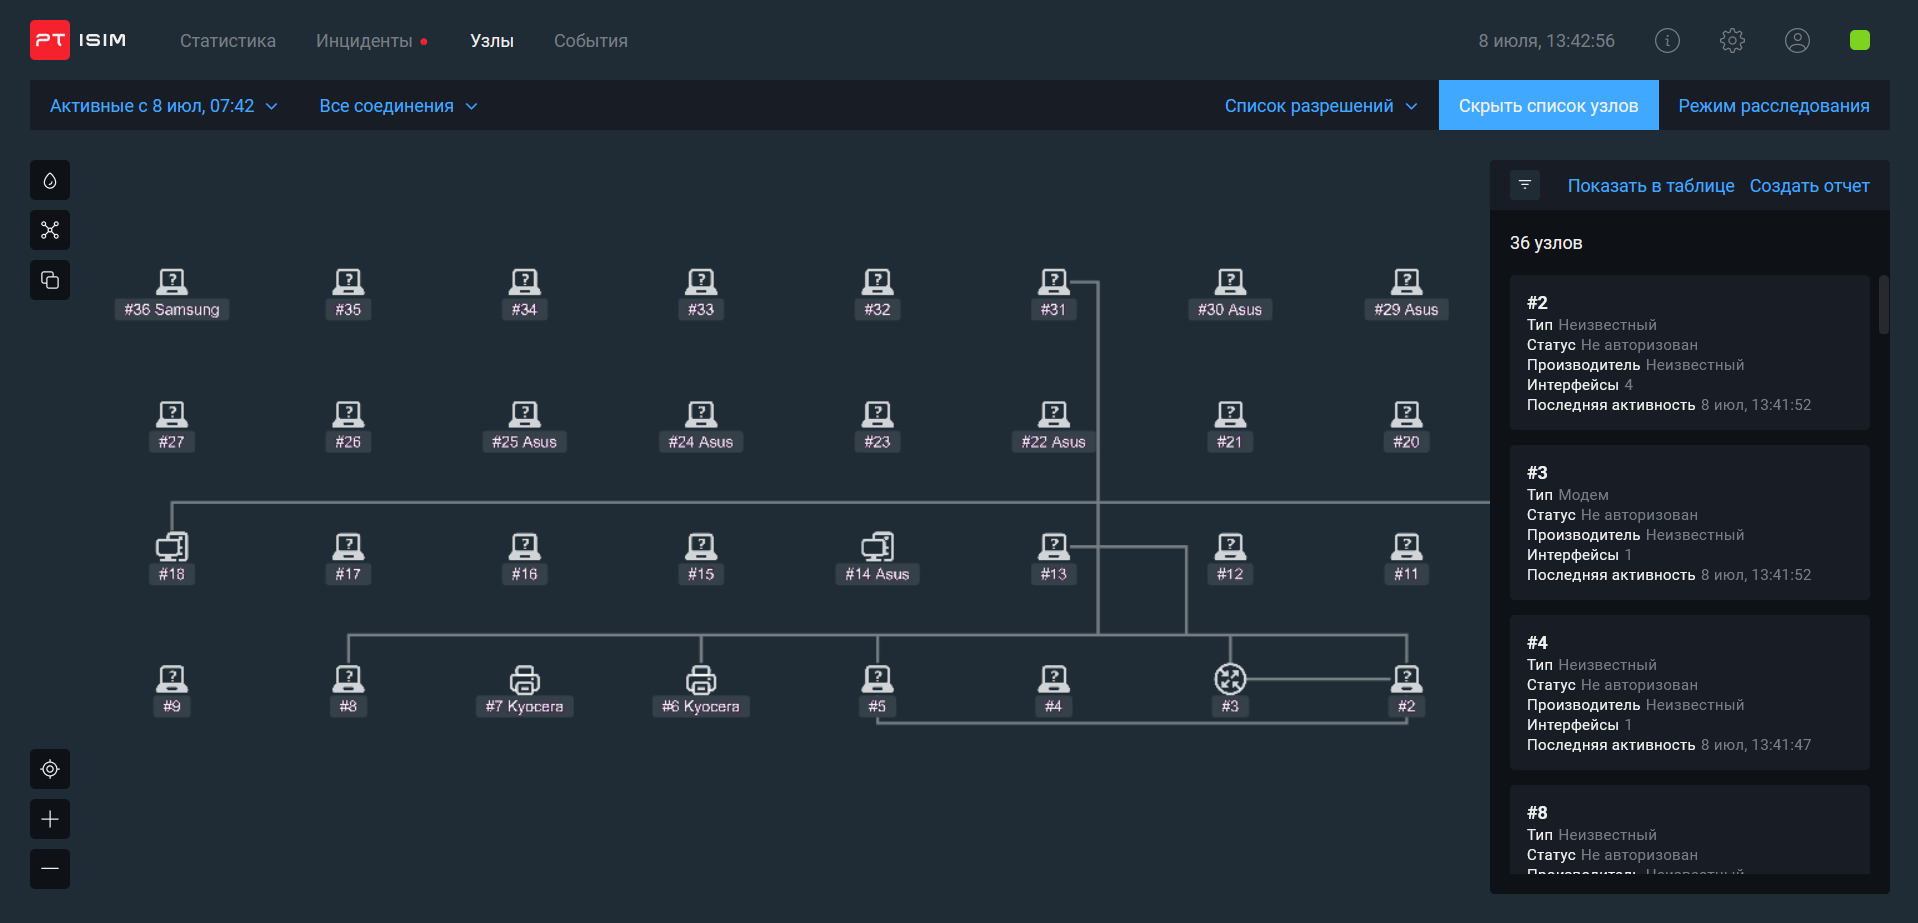 PT ISIM
Статистика Инциденты Узлы События 8 июля, 13:42:56
Активные с 8 июл, 07:42 Все соединения Список разрешений Скрыть список узлов Режим расследования
Показать в таблице Создать отчет
36 узлов
#36 Samsung #35 #34 #33 #32 #31 #30 Asus #29 Asus
#27 #26 #25 Asus #24 Asus #23 #22 Asus #21 #20
#18 #17 #16 #15 #14 Asus #13 #12 #11
#9 #8 #7 Kyocera #6 Kyocera #5 #4 #3 #2
#2
Тип Неизвестный
Статус Не авторизован
Производитель Неизвестный
Интерфейсы 4
Последняя активность 8 июл, 13:41:52
#3
Тип Модем
Статус Не авторизован
Производитель Неизвестный
Интерфейсы 1
Последняя активность 8 июл, 13:41:52
#4
Тип Неизвестный
Статус Не авторизован
Производитель Неизвестный
Интерфейсы 1
Последняя активность 8 июл, 13:41:47
#8
Тип Неизвестный
Статус Не авторизован
Производитель Неизвестный